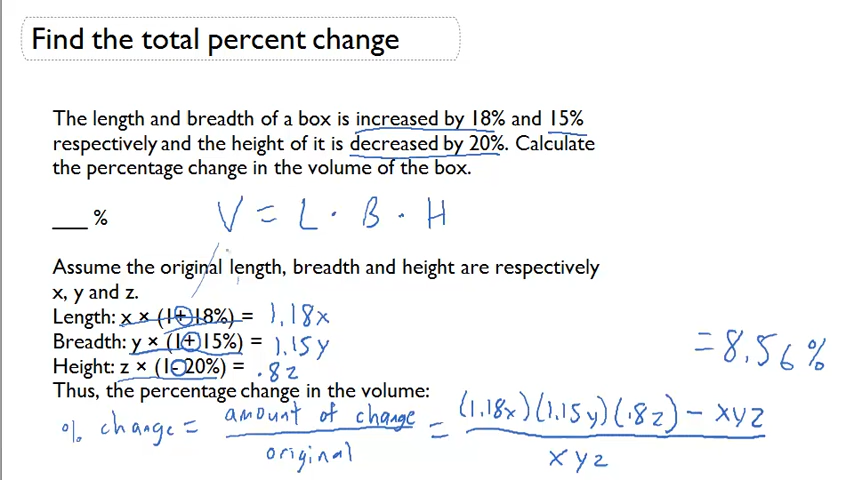 Find the total percent change
The length and breadth of a box is increased by 18% and 15%
respectively and the height of it is decreased by 20%. Calculate
the percentage change in the volume of the box.
___ %
V = L · B · H
Assume the original length, breadth and height are respectively
x, y and z.
Length: x × (1+18%) = 1.18x
Breadth: y × (1+15%) = 1.15y
Height: z × (1-20%) = .8z
Thus, the percentage change in the volume:
% change = amount of change / original = (1.18x)(1.15y)(.8z) - xyz / xyz
= 8.56%